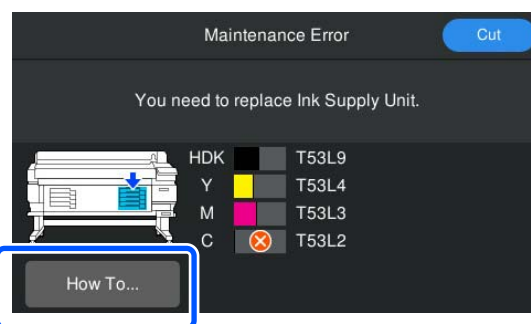 Maintenance Error
Cut
You need to replace Ink Supply Unit.
HDK T53L9
Y T53L4
M T53L3
C T53L2
How To...